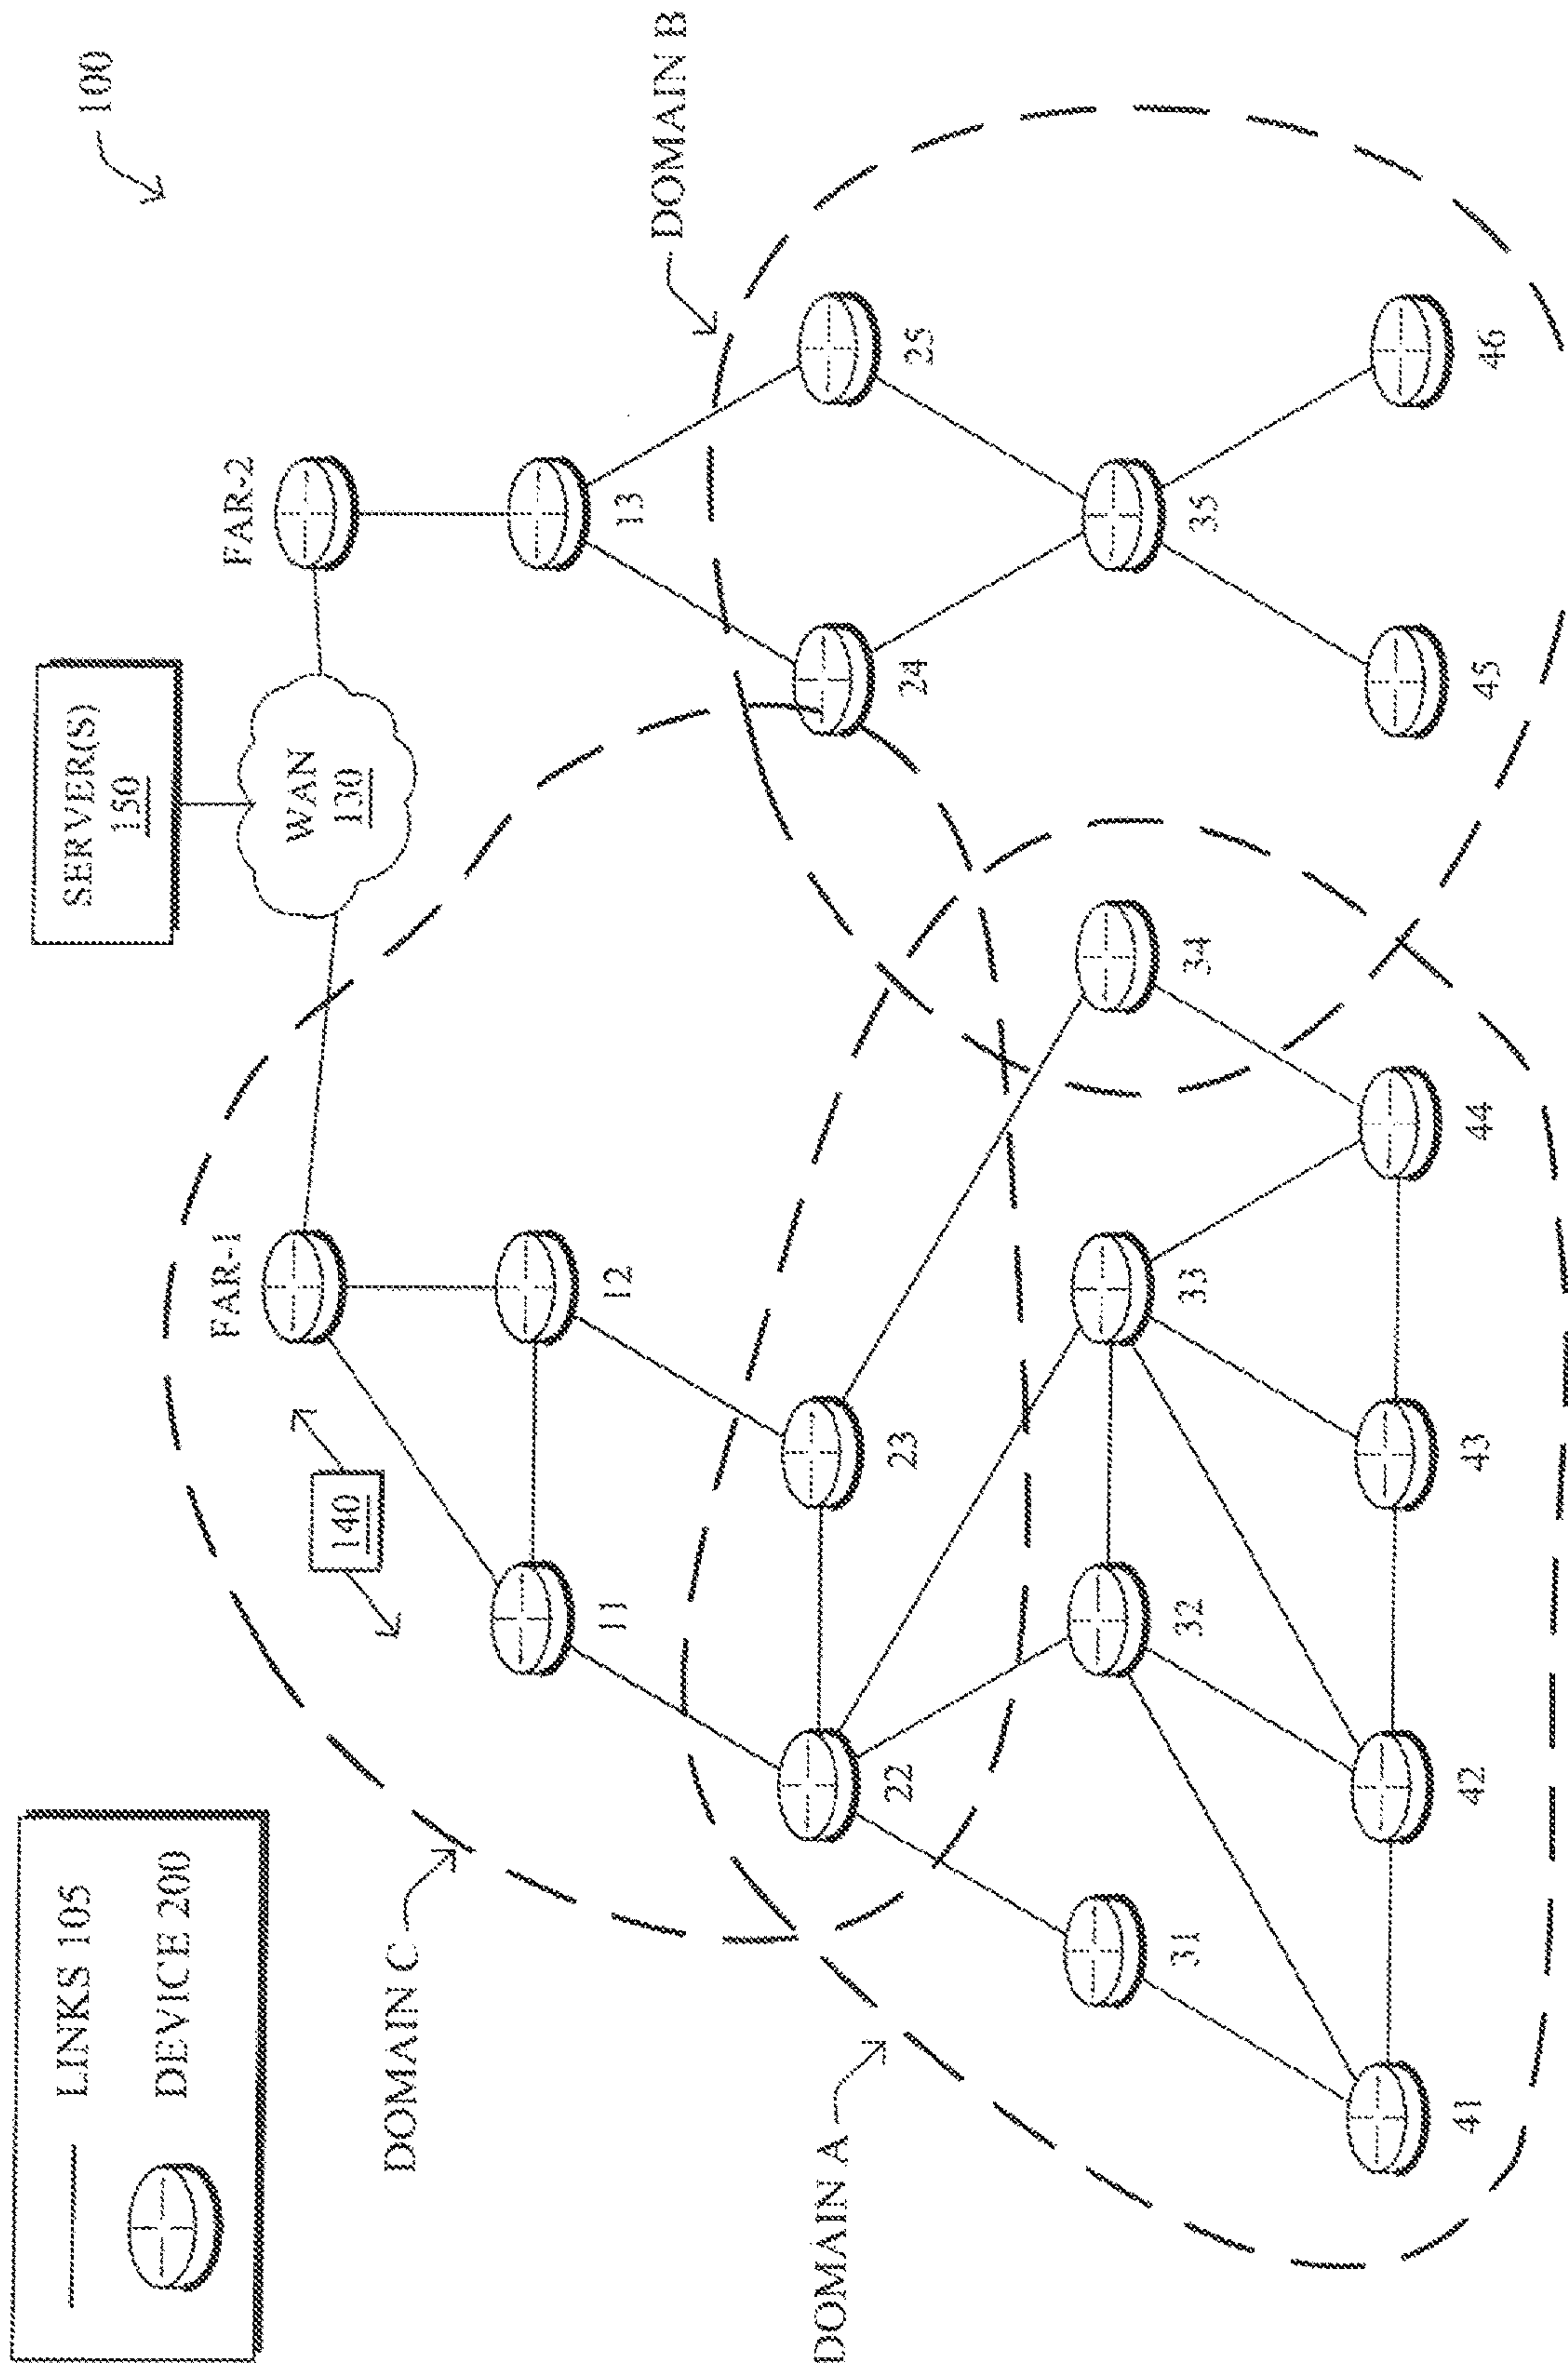 LINKS 105
DEVICE 200
SERVER(S)
150
100
WAN
130
FAR-1
FAR-2
140
DOMAIN C
DOMAIN B
11
12
13
DOMAIN A
22
23
24
25
31
32
33
34
35
41
42
43
44
45
46